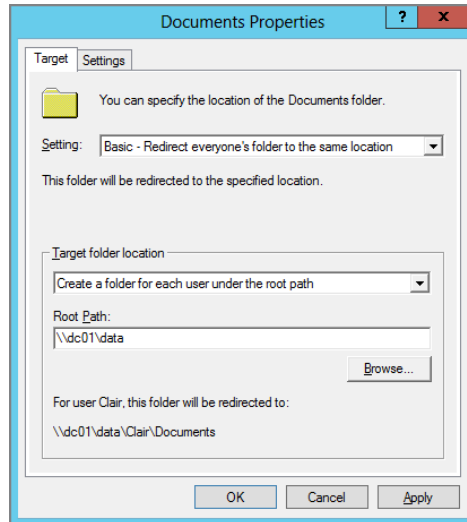 Documents Properties
? x
Target Settings
You can specify the location of the Documents folder.
Setting: Basic - Redirect everyone's folder to the same location
This folder will be redirected to the specified location.
Target folder location
Create a folder for each user under the root path
Root Path:
\\dc01\data
Browse...
For user Clair, this folder will be redirected to:
\\dc01\data\Clair\Documents
OK Cancel Apply